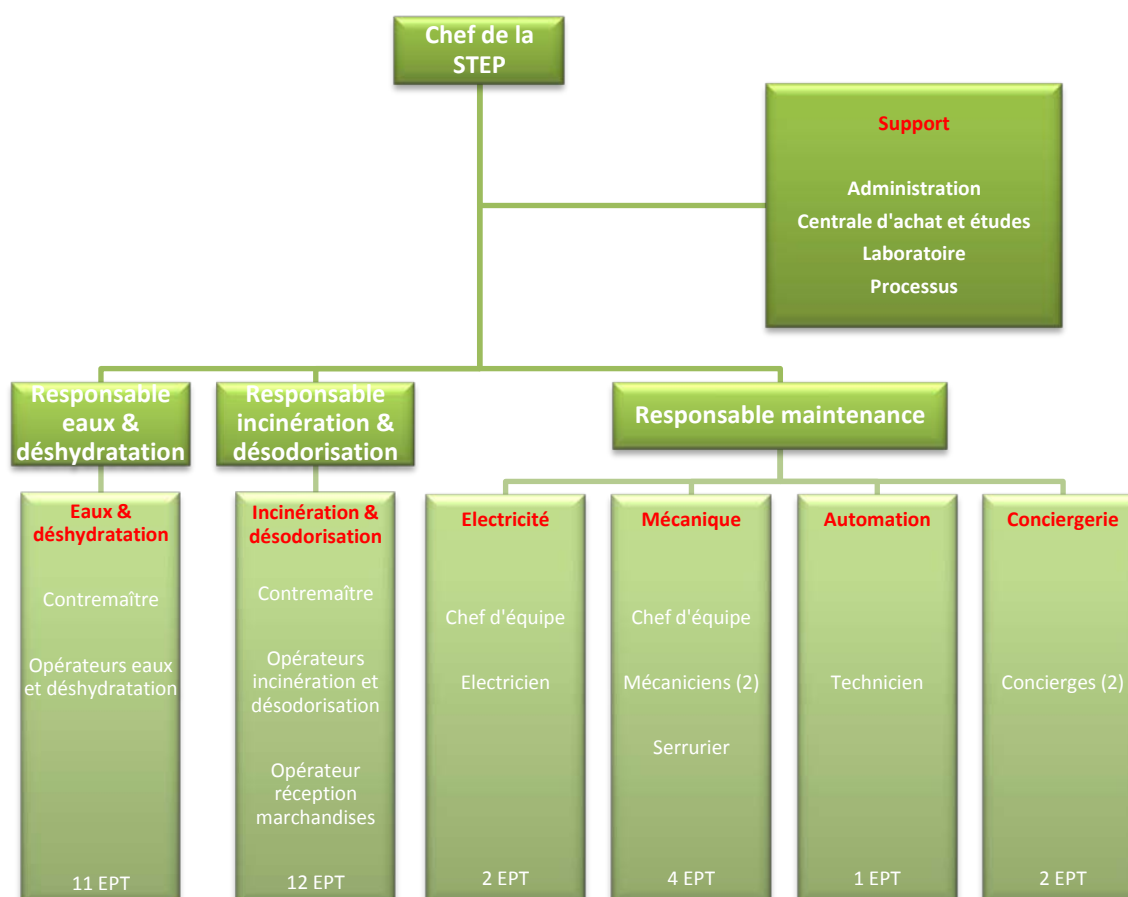 Chef de la
STEP
Support
Administration
Centrale d'achat et études
Laboratoire
Processus
Responsable
eaux &
déshydratation
Responsable
incinération &
désodorisation
Responsable maintenance
Eaux &
déshydratation
Contremaître
Opérateurs eaux
et déshydratation
11 EPT
Incinération &
désodorisation
Contremaître
Opérateurs
incinération et
désodorisation
Opérateur
réception
marchandises
12 EPT
Electricité
Chef d'équipe
Electricien
2 EPT
Mécanique
Chef d'équipe
Mécaniciens (2)
Serrurier
4 EPT
Automation
Technicien
1 EPT
Conciergerie
Concierges (2)
2 EPT